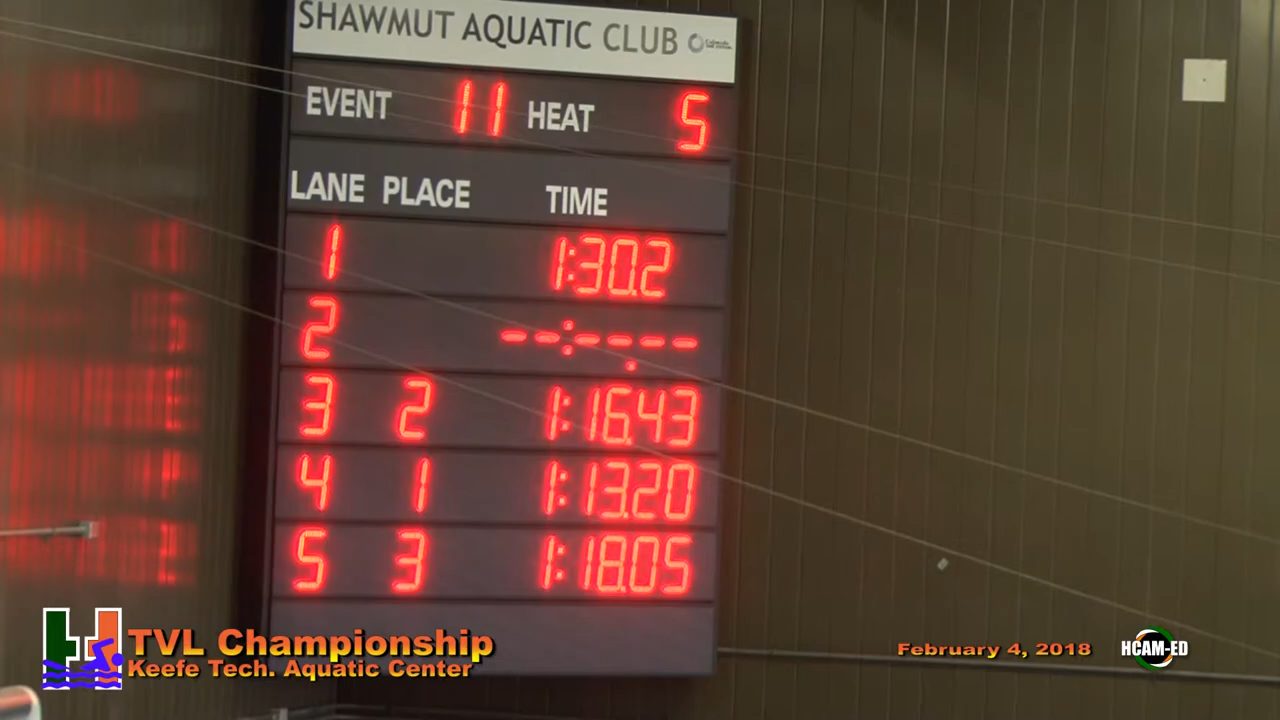 SHAWMUT AQUATIC CLUB
EVENT 11 HEAT 5
LANE PLACE TIME
1 1:30.2
2 --:--.--
3 2 1:16.43
4 1 1:13.20
5 3 1:18.05
TVL Championship
Keefe Tech. Aquatic Center
February 4, 2018
HCAM-ED